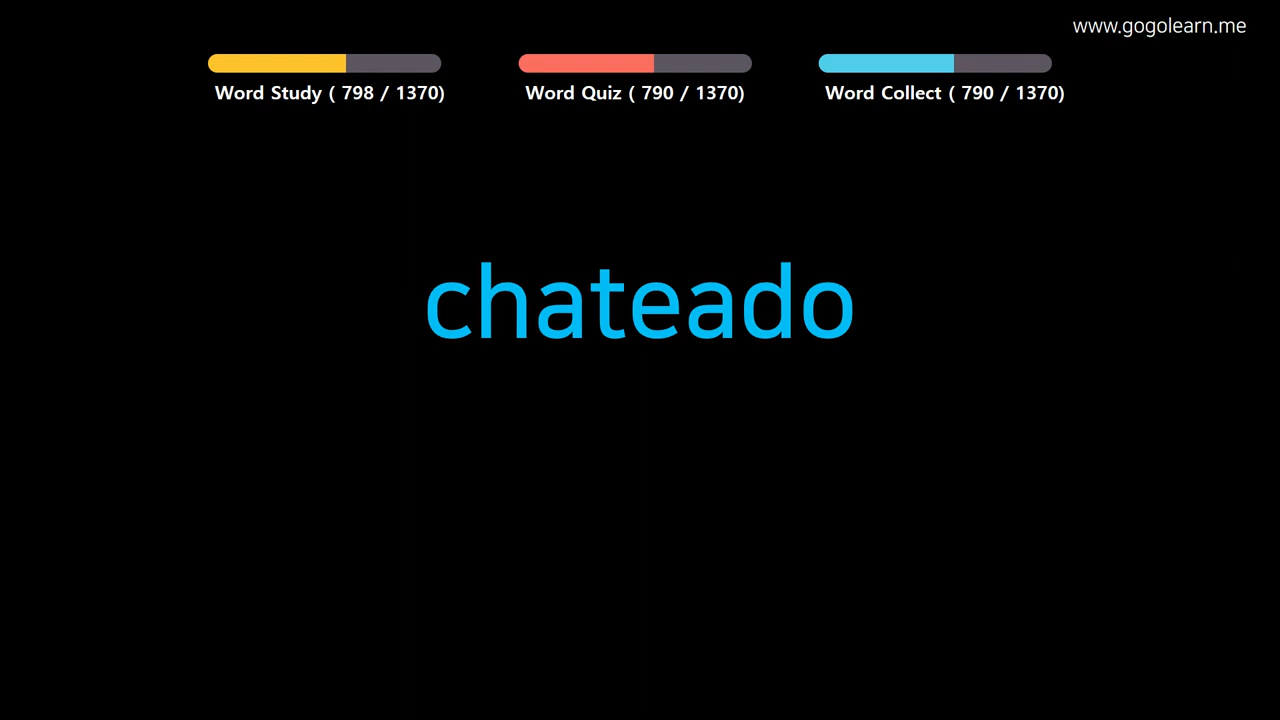 www.gogolearn.me
Word Study ( 798 / 1370)
Word Quiz ( 790 / 1370)
Word Collect ( 790 / 1370)
chateado